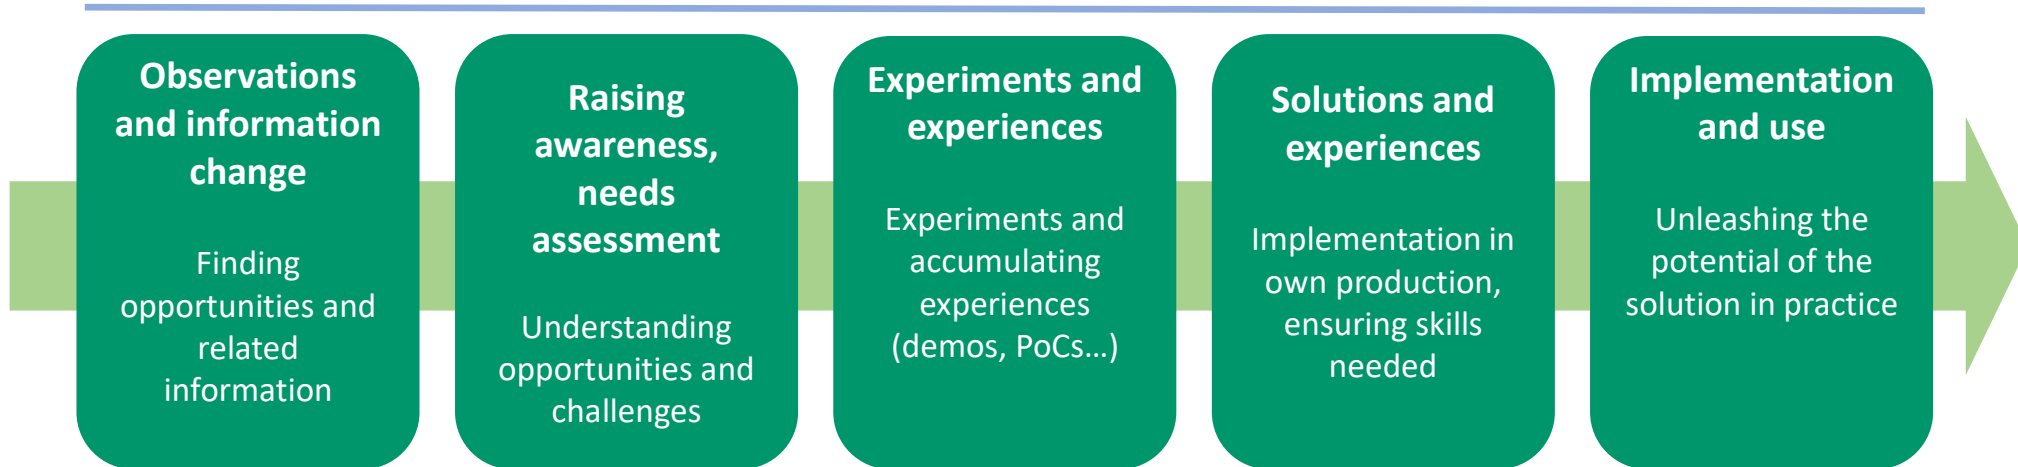 Observations
and information
change
Finding
opportunities and
related
information
Raising
awareness,
needs
assessment
Understanding
opportunities and
challenges
Experiments and
experiences
Experiments and
accumulating
experiences
(demos, PoCs…)
Solutions and
experiences
Implementation in
own production,
ensuring skills
needed
Implementation
and use
Unleashing the
potential of the
solution in practice